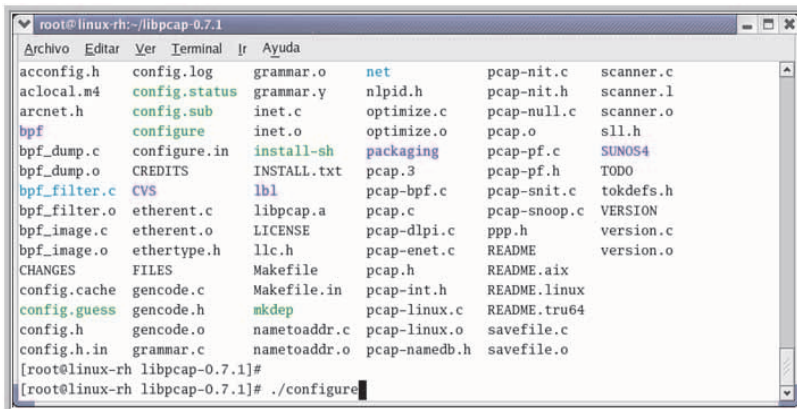 root@linux-rh:~/libpcap-0.7.1
Archivo Editar Ver Terminal Ir Ayuda
acconfig.h config.log grammar.o net pcap-nit.c scanner.c
aclocal.m4 config.status grammar.y nlpid.h pcap-nit.h scanner.l
arcnet.h config.sub inet.c optimize.c pcap-null.c scanner.o
bpf configure inet.o optimize.o pcap.o sll.h
bpf_dump.c configure.in install-sh packaging pcap-pf.c SUNOS4
bpf_dump.o CREDITS INSTALL.txt pcap.3 pcap-pf.h TODO
bpf_filter.c CVS lbl pcap-bpf.c pcap-snit.c tokdefs.h
bpf_filter.o etherent.c libpcap.a pcap.c pcap-snoop.c VERSION
bpf_image.c etherent.o LICENSE pcap-dlpi.c ppp.h version.c
bpf_image.o ethertype.h llc.h pcap-enet.c README version.o
CHANGES FILES Makefile pcap.h README.aix
config.cache gencode.c Makefile.in pcap-int.h README.linux
config.guess gencode.h mkdep pcap-linux.c README.tru64
config.h gencode.o nametoaddr.c pcap-linux.o savefile.c
config.h.in grammar.c nametoaddr.o pcap-namedb.h savefile.o
[root@linux-rh libpcap-0.7.1]#
[root@linux-rh libpcap-0.7.1]# ./configure